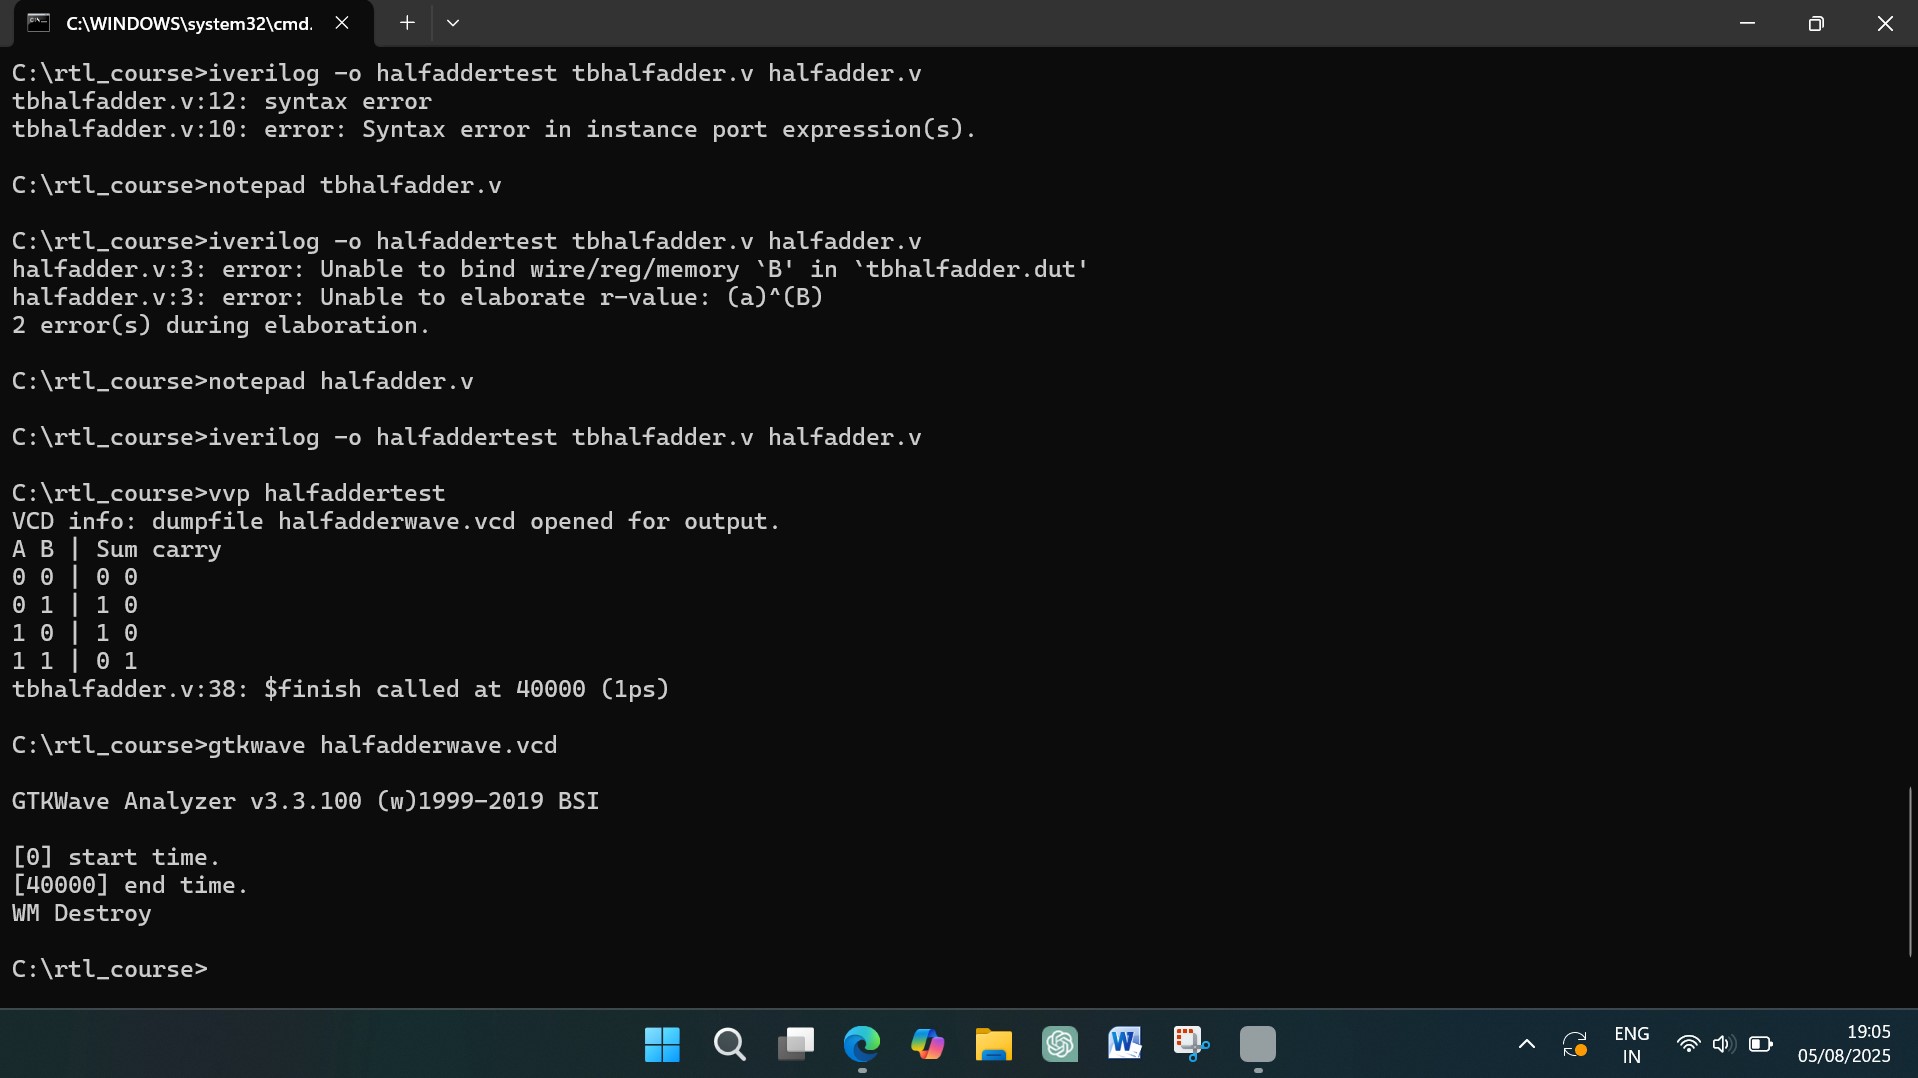 C:\WINDOWS\system32\cmd.
C:\rtl_course>iverilog -o halfaddertest tbhalfadder.v halfadder.v
tbhalfadder.v:12: syntax error
tbhalfadder.v:10: error: Syntax error in instance port expression(s).
C:\rtl_course>notepad tbhalfadder.v
C:\rtl_course>iverilog -o halfaddertest tbhalfadder.v halfadder.v
halfadder.v:3: error: Unable to bind wire/reg/memory `B' in `tbhalfadder.dut'
halfadder.v:3: error: Unable to elaborate r-value: (a)^(B)
2 error(s) during elaboration.
C:\rtl_course>notepad halfadder.v
C:\rtl_course>iverilog -o halfaddertest tbhalfadder.v halfadder.v
C:\rtl_course>vvp halfaddertest
VCD info: dumpfile halfadderwave.vcd opened for output.
A B | Sum carry
0 0 | 0 0
0 1 | 1 0
1 0 | 1 0
1 1 | 0 1
tbhalfadder.v:38: $finish called at 40000 (1ps)
C:\rtl_course>gtkwave halfadderwave.vcd
GTKWave Analyzer v3.3.100 (w)1999-2019 BSI
[0] start time.
[40000] end time.
WM Destroy
C:\rtl_course>
W
ENG
IN
19:05
05/08/2025